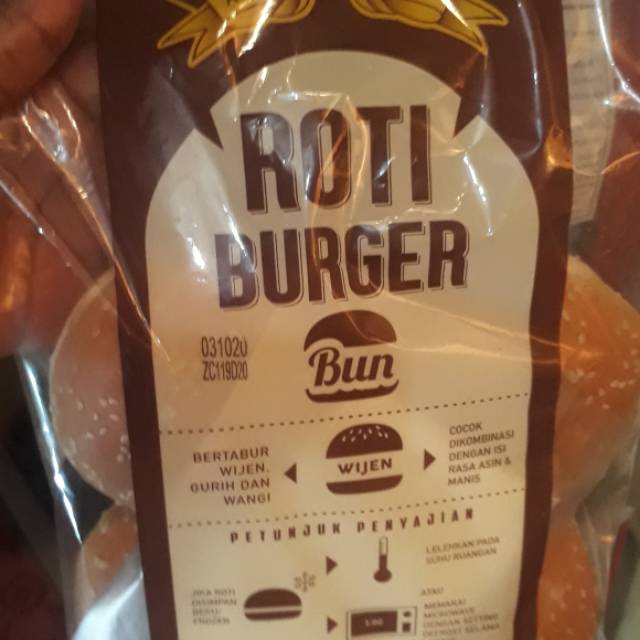 ROTI
BURGER
031020
ZC119D20
Bun
BERTABUR
WIJEN,
GURIH DAN
WANGI
WIJEN
COCOK
DIKOMBINASI
DENGAN ISI
RASA ASIN &
MANIS
PETUNJUK PENYAJIAN
LELEHKAN PADA
SUHU RUANGAN
JIKA ROTI
DISIMPAN
BEKU/
FROZEN
ATAU
MEMAKAI
MICROWAVE
DENGAN SETTING
DEFROST SELAMA